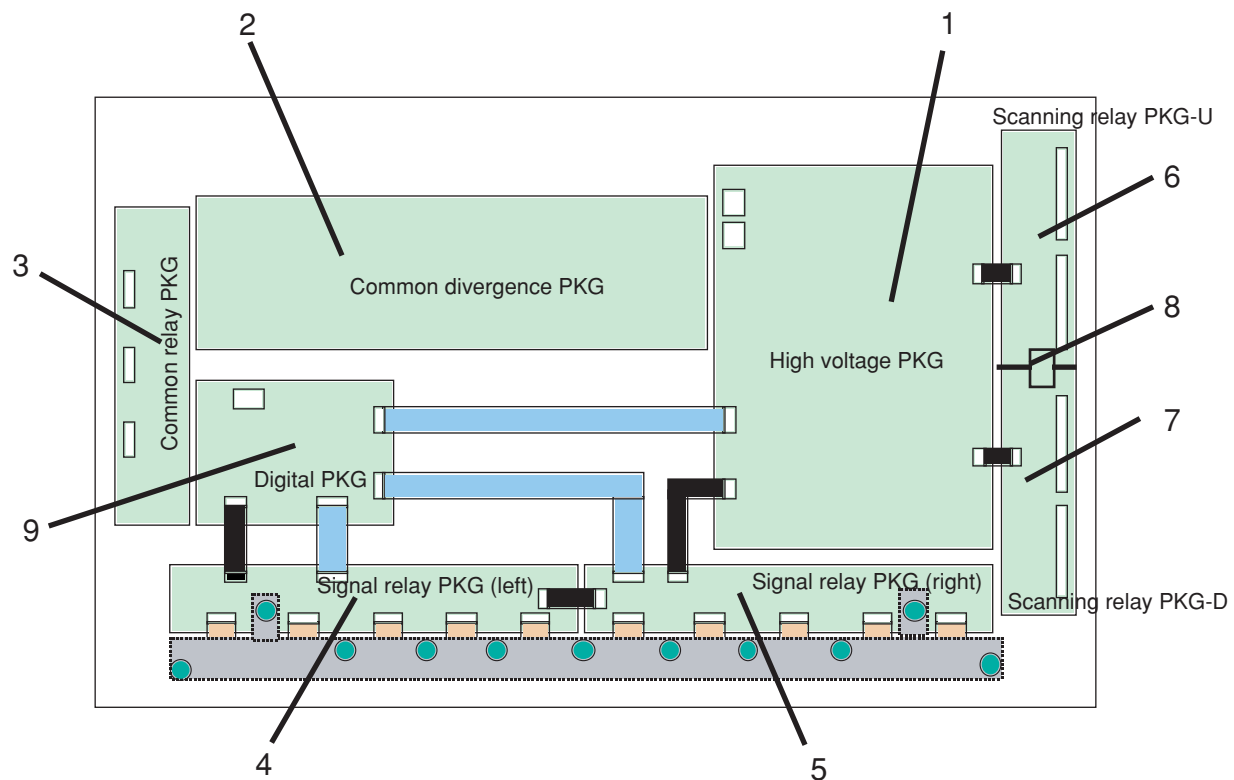 2
1
Scanning relay PKG-U
6
3
Common relay PKG
Common divergence PKG
8
High voltage PKG
7
Digital PKG
9
Signal relay PKG (left)
Signal relay PKG (right)
Scanning relay PKG-D
4
5